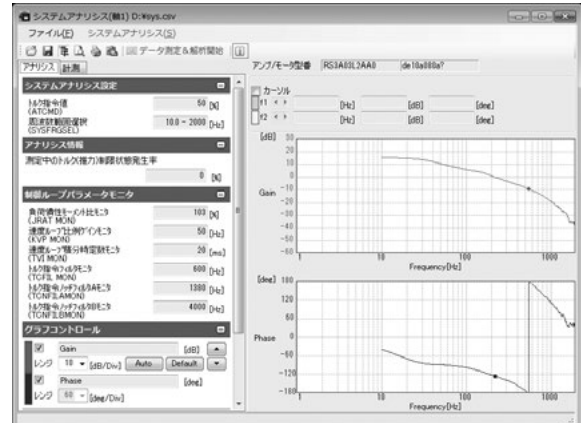 システムアナリシス(軸1) D:¥sys.csv
ファイル(F) システムアナリシス(S)
データ測定&解析開始
アナリシス 計測
アンプ/モータ型番 RS3A03L2AA0
カーソル
f1 < > [Hz] [dB] [deg]
f2 < > [Hz] [dB] [deg]
システムアナリシス設定
トルク指令値 50 [%]
(ATCMD)
周波数範囲選択 10.0 ~ 2000 [Hz]
(SYSFRQSEL)
アナリシス情報
測定中のトルク(推力)制限状態発生率
0 [%]
制御ループパラメータモニタ
負荷慣性モーメント比モニタ 100 [%]
(JRAT MON)
速度ループ比例ゲインモニタ 50 [Hz]
(KVP MON)
速度ループ積分時定数モニタ 20 [ms]
(TVI MON)
トルク指令フィルタモニタ 600 [Hz]
(TCFIL MON)
トルク指令ノッチフィルタAモニタ [Hz]
(TCNFILAMON)
トルク指令ノッチフィルタBモニタ 4000 [Hz]
(TCNFILBMON)
グラフコントロール
Gain [dB]
レンジ 10 [dB/Div] Auto Default
Phase [deg]
レンジ 60 [deg/Div]
[dB]
50
30
20
10
0
Gain -10
-20
-30
-40
-60
1 10 100 1000
Frequency[Hz]
[deg] 180
120
60
Phase 0
-60
-120
-180
1 10 100 1000
Frequency[Hz]